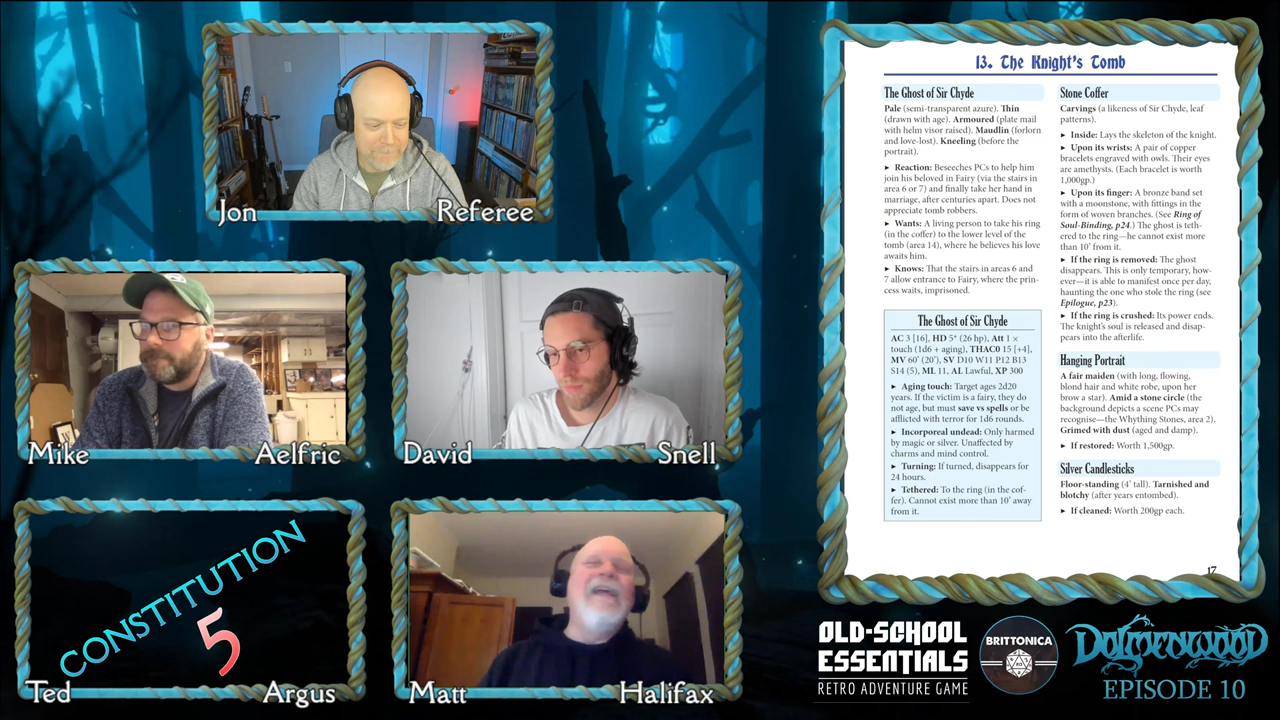 Jon
Referee
Mike
Aelfric
David
Snell
CONSTITUTION
5
Ted
Argus
Matt
Halifax
13. The Knight's Tomb
The Ghost of Sir Chyde
Pale (semi-transparent azure). Thin
(drawn with age). Armoured (plate mail
with helm visor raised). Maudlin (forlorn
and love-lost). Kneeling (before the
portrait).
► Reaction: Beseeches PCs to help him
join his beloved in Fairy (via the stairs in
area 6 or 7) and finally take her hand in
marriage, after centuries apart. Does not
appreciate tomb robbers.
► Wants: A living person to take his ring
(in the coffer) to the lower level of the
tomb (area 14), where he believes his love
awaits him.
► Knows: That the stairs in areas 6 and
7 allow entrance to Fairy, where the prin-
cess waits, imprisoned.
The Ghost of Sir Chyde
AC 3 [16], HD 5* (26 hp), Att 1 ×
touch (1d6 + aging), THAC0 15 [+4],
MV 60' (20'), SV D10 W11 P12 B13
S14 (5), ML 11, AL Lawful, XP 300
► Aging touch: Target ages 2d20
years. If the victim is a fairy, they do
not age, but must save vs spells or be
afflicted with terror for 1d6 rounds.
► Incorporeal undead: Only harmed
by magic or silver. Unaffected by
charms and mind control.
► Turning: If turned, disappears for
24 hours.
► Tethered: To the ring (in the cof-
fer). Cannot exist more than 10' away
from it.
Stone Coffer
Carvings (a likeness of Sir Chyde, leaf
patterns).
► Inside: Lays the skeleton of the knight.
► Upon its wrists: A pair of copper
bracelets engraved with owls. Their eyes
are amethysts. (Each bracelet is worth
1,000gp.)
► Upon its finger: A bronze band set
with a moonstone, with fittings in the
form of woven branches. (See Ring of
Soul-Binding, p24.) The ghost is teth-
ered to the ring—he cannot exist more
than 10' from it.
► If the ring is removed: The ghost
disappears. This is only temporary, how-
ever—it is able to manifest once per day,
haunting the one who stole the ring (see
Epilogue, p23).
► If the ring is crushed: Its power ends.
The knight's soul is released and disap-
pears into the afterlife.
Hanging Portrait
A fair maiden (with long, flowing,
blond hair and white robe, upon her
brow a star). Amid a stone circle (the
background depicts a scene PCs may
recognise—the Whything Stones, area 2).
Grimed with dust (aged and damp).
► If restored: Worth 1,500gp.
Silver Candlesticks
Floor-standing (4' tall). Tarnished and
blotchy (after years entombed).
► If cleaned: Worth 200gp each.
17
OLD-SCHOOL
ESSENTIALS
RETRO ADVENTURE GAME
BRITTONICA
Dolmenwood
EPISODE 10